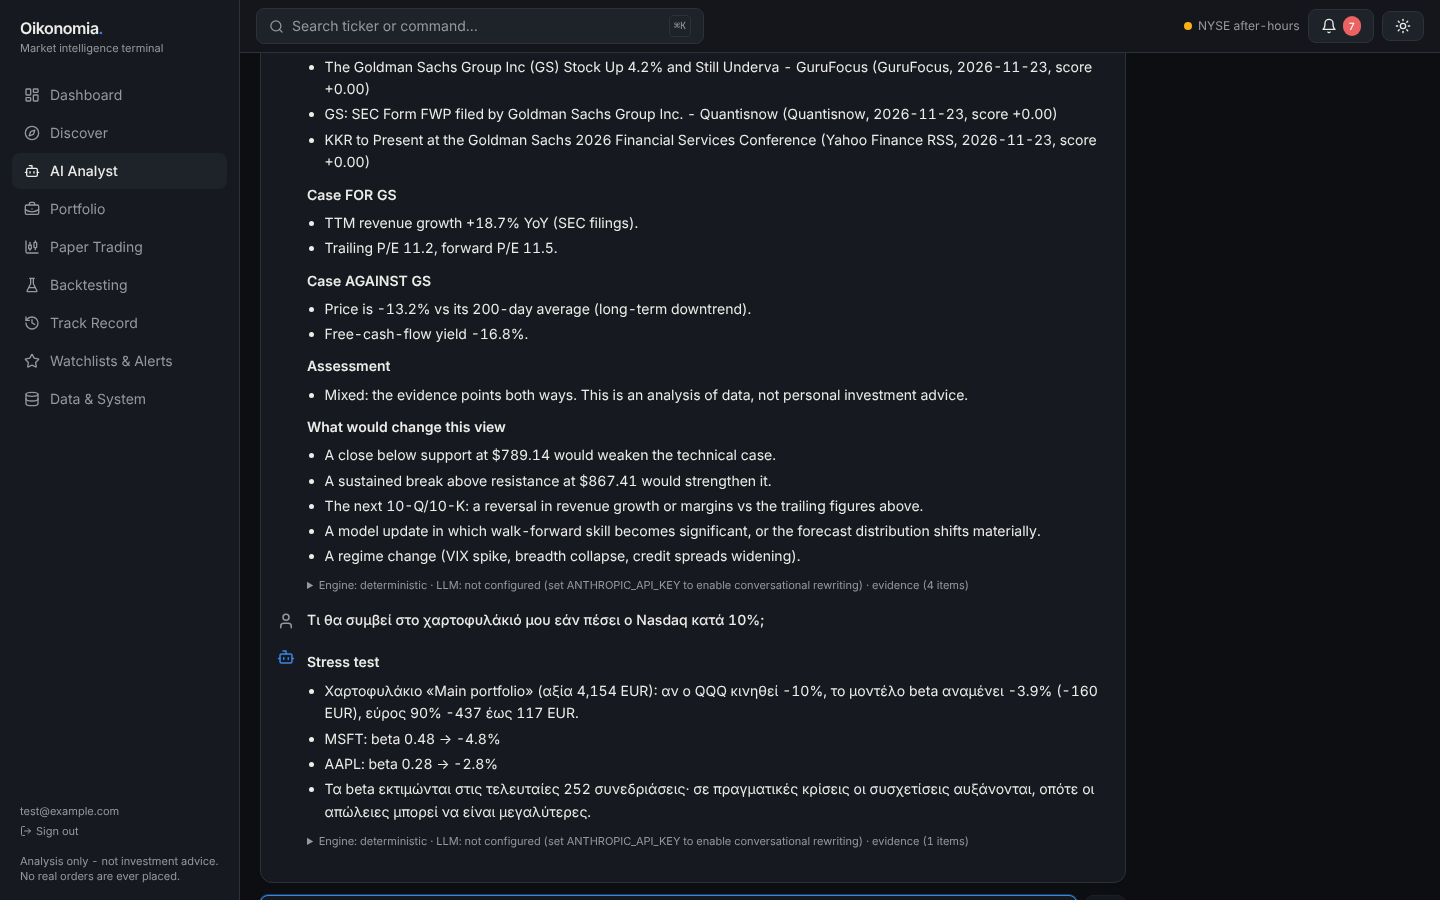 Oikonomia.
Market intelligence terminal
Dashboard
Discover
AI Analyst
Portfolio
Paper Trading
Backtesting
Track Record
Watchlists & Alerts
Data & System
test@example.com
Sign out
Analysis only - not investment advice.
No real orders are ever placed.
Search ticker or command...
⌘K
NYSE after-hours
7
• The Goldman Sachs Group Inc (GS) Stock Up 4.2% and Still Underva - GuruFocus (GuruFocus, 2026-11-23, score
+0.00)
• GS: SEC Form FWP filed by Goldman Sachs Group Inc. - Quantisnow (Quantisnow, 2026-11-23, score +0.00)
• KKR to Present at the Goldman Sachs 2026 Financial Services Conference (Yahoo Finance RSS, 2026-11-23, score
+0.00)
Case FOR GS
• TTM revenue growth +18.7% YoY (SEC filings).
• Trailing P/E 11.2, forward P/E 11.5.
Case AGAINST GS
• Price is -13.2% vs its 200-day average (long-term downtrend).
• Free-cash-flow yield -16.8%.
Assessment
• Mixed: the evidence points both ways. This is an analysis of data, not personal investment advice.
What would change this view
• A close below support at $789.14 would weaken the technical case.
• A sustained break above resistance at $867.41 would strengthen it.
• The next 10-Q/10-K: a reversal in revenue growth or margins vs the trailing figures above.
• A model update in which walk-forward skill becomes significant, or the forecast distribution shifts materially.
• A regime change (VIX spike, breadth collapse, credit spreads widening).
▶ Engine: deterministic · LLM: not configured (set ANTHROPIC_API_KEY to enable conversational rewriting) · evidence (4 items)
Τι θα συμβεί στο χαρτοφυλάκιό μου εάν πέσει ο Nasdaq κατά 10%;
Stress test
• Χαρτοφυλάκιο «Main portfolio» (αξία 4,154 EUR): αν ο QQQ κινηθεί -10%, το μοντέλο beta αναμένει -3.9% (-160
EUR), εύρος 90% -437 έως 117 EUR.
• MSFT: beta 0.48 → -4.8%
• AAPL: beta 0.28 → -2.8%
• Τα beta εκτιμώνται στις τελευταίες 252 συνεδριάσεις· σε πραγματικές κρίσεις οι συσχετίσεις αυξάνονται, οπότε οι
απώλειες μπορεί να είναι μεγαλύτερες.
▶ Engine: deterministic · LLM: not configured (set ANTHROPIC_API_KEY to enable conversational rewriting) · evidence (1 items)